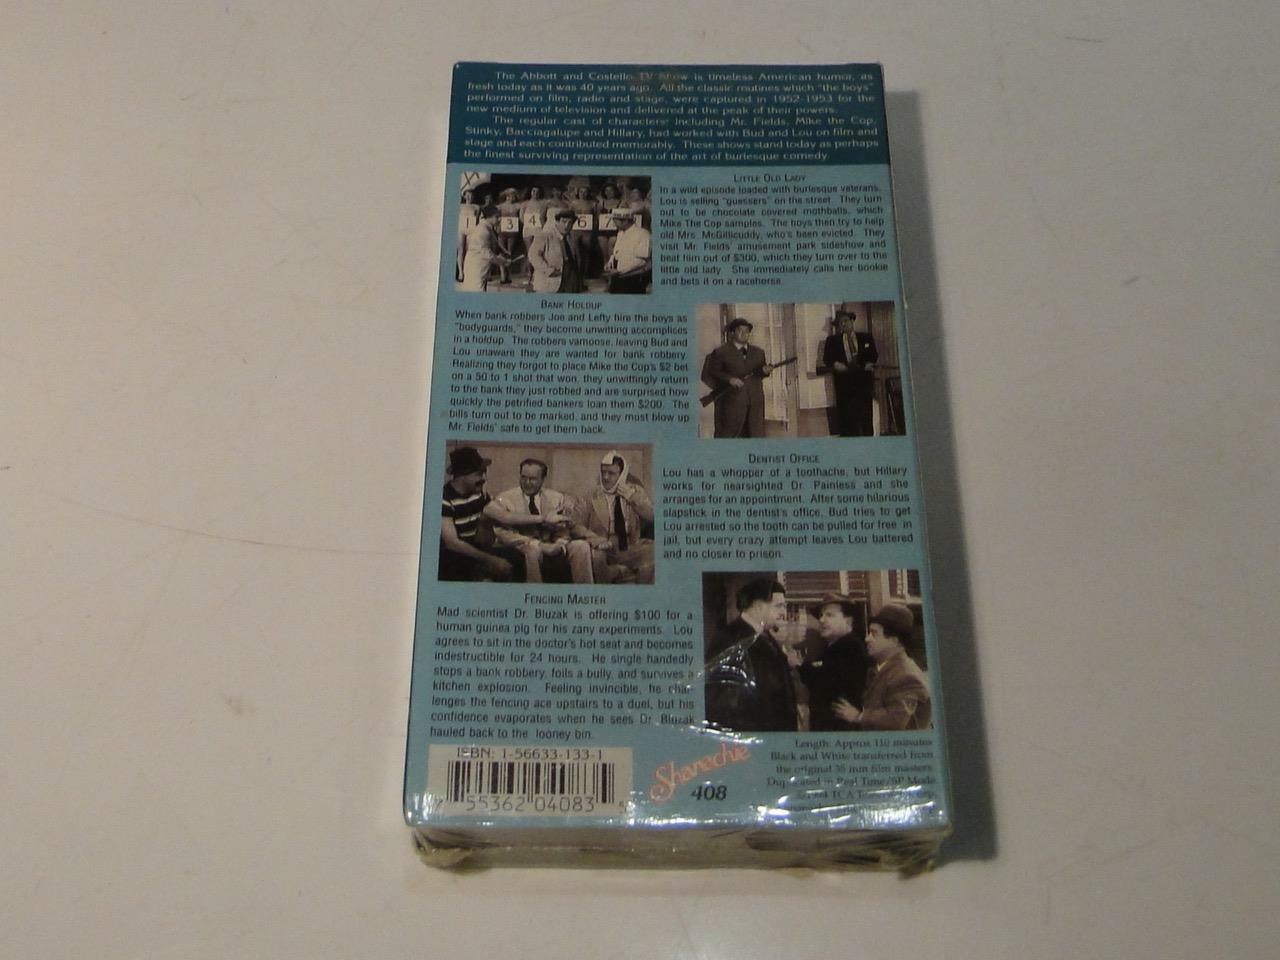 The Abbott and Costello TV Show is timeless American humor, as
fresh today as it was 40 years ago. All the classic routines which "the boys"
performed on film, radio and stage, were captured in 1952-1953 for the
new medium of television and delivered at the peak of their powers.
The regular cast of characters including Mr. Fields, Mike the Cop,
Stinky, Bacciagalupe and Hillary, had worked with Bud and Lou on film and
stage and each contributed memorably. These shows stand today as perhaps
the finest surviving representation of the art of burlesque comedy.
LITTLE OLD LADY
In a wild episode loaded with burlesque veterans,
Lou is selling "guessers" on the street. They turn
out to be chocolate covered mothballs, which
Mike The Cop samples. The boys then try to help
old Mrs. McGillicuddy, who's been evicted. They
visit Mr. Fields' amusement park sideshow and
beat him out of $300, which they turn over to the
little old lady. She immediately calls her bookie
and bets it on a racehorse.
1 3 4 6 7
BANK HOLDUP
When bank robbers Joe and Lefty hire the boys as
"bodyguards," they become unwitting accomplices
in a holdup. The robbers vamoose, leaving Bud and
Lou unaware they are wanted for bank robbery.
Realizing they forgot to place Mike the Cop's $2 bet
on a 50 to 1 shot that won, they unwittingly return
to the bank they just robbed and are surprised how
quickly the petrified bankers loan them $200. The
bills turn out to be marked, and they must blow up
Mr. Fields' safe to get them back.
DENTIST OFFICE
Lou has a whopper of a toothache, but Hillary
works for nearsighted Dr. Painless and she
arranges for an appointment. After some hilarious
slapstick in the dentist's office, Bud tries to get
Lou arrested so the tooth can be pulled for free in
jail, but every crazy attempt leaves Lou battered
and no closer to prison.
FENCING MASTER
Mad scientist Dr. Bluzak is offering $100 for a
human guinea pig for his zany experiments. Lou
agrees to sit in the doctor's hot seat and becomes
indestructible for 24 hours. He single handedly
stops a bank robbery, foils a bully, and survives a
kitchen explosion. Feeling invincible, he chal-
lenges the fencing ace upstairs to a duel, but his
confidence evaporates when he sees Dr. Bluzak
hauled back to the looney bin.
ISBN: 1-56633-133-1
7 55362 04083 5
Shanachie
408
Length: Approx 110 minutes
Black and White transferred from
the original 35 mm film masters.
Duplicated in Real Time/SP Mode
1994 TCA